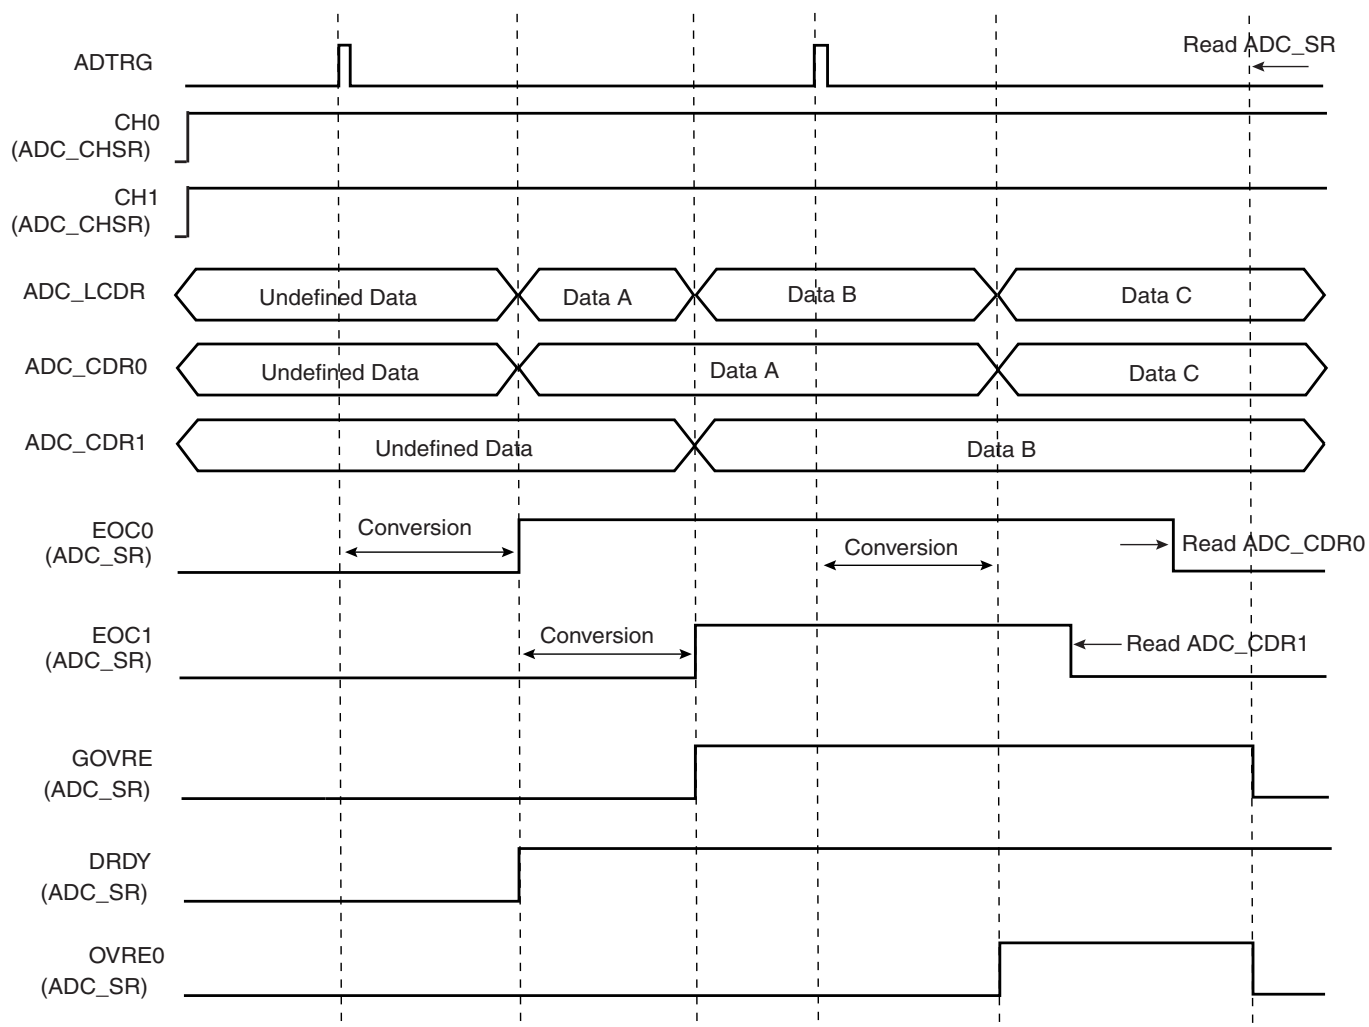 ADTRG
Read ADC_SR
CH0
(ADC_CHSR)
CH1
(ADC_CHSR)
ADC_LCDR
Undefined Data
Data A
Data B
Data C
ADC_CDR0
Undefined Data
Data A
Data C
ADC_CDR1
Undefined Data
Data B
EOC0
(ADC_SR)
Conversion
Conversion
Read ADC_CDR0
EOC1
(ADC_SR)
Conversion
Read ADC_CDR1
GOVRE
(ADC_SR)
DRDY
(ADC_SR)
OVRE0
(ADC_SR)